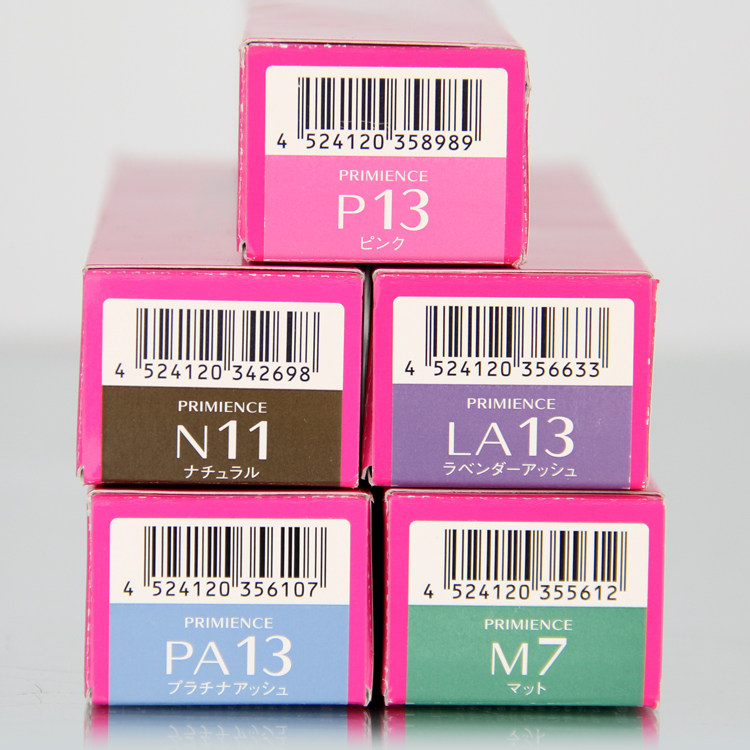 4 524120 358989
PRIMIENCE
P13
ピンク
4 524120 342698
PRIMIENCE
N11
ナチュラル
4 524120 356633
PRIMIENCE
LA13
ラベンダーアッシュ
4 524120 356107
PRIMIENCE
PA13
プラチナアッシュ
4 524120 355612
PRIMIENCE
M7
マット